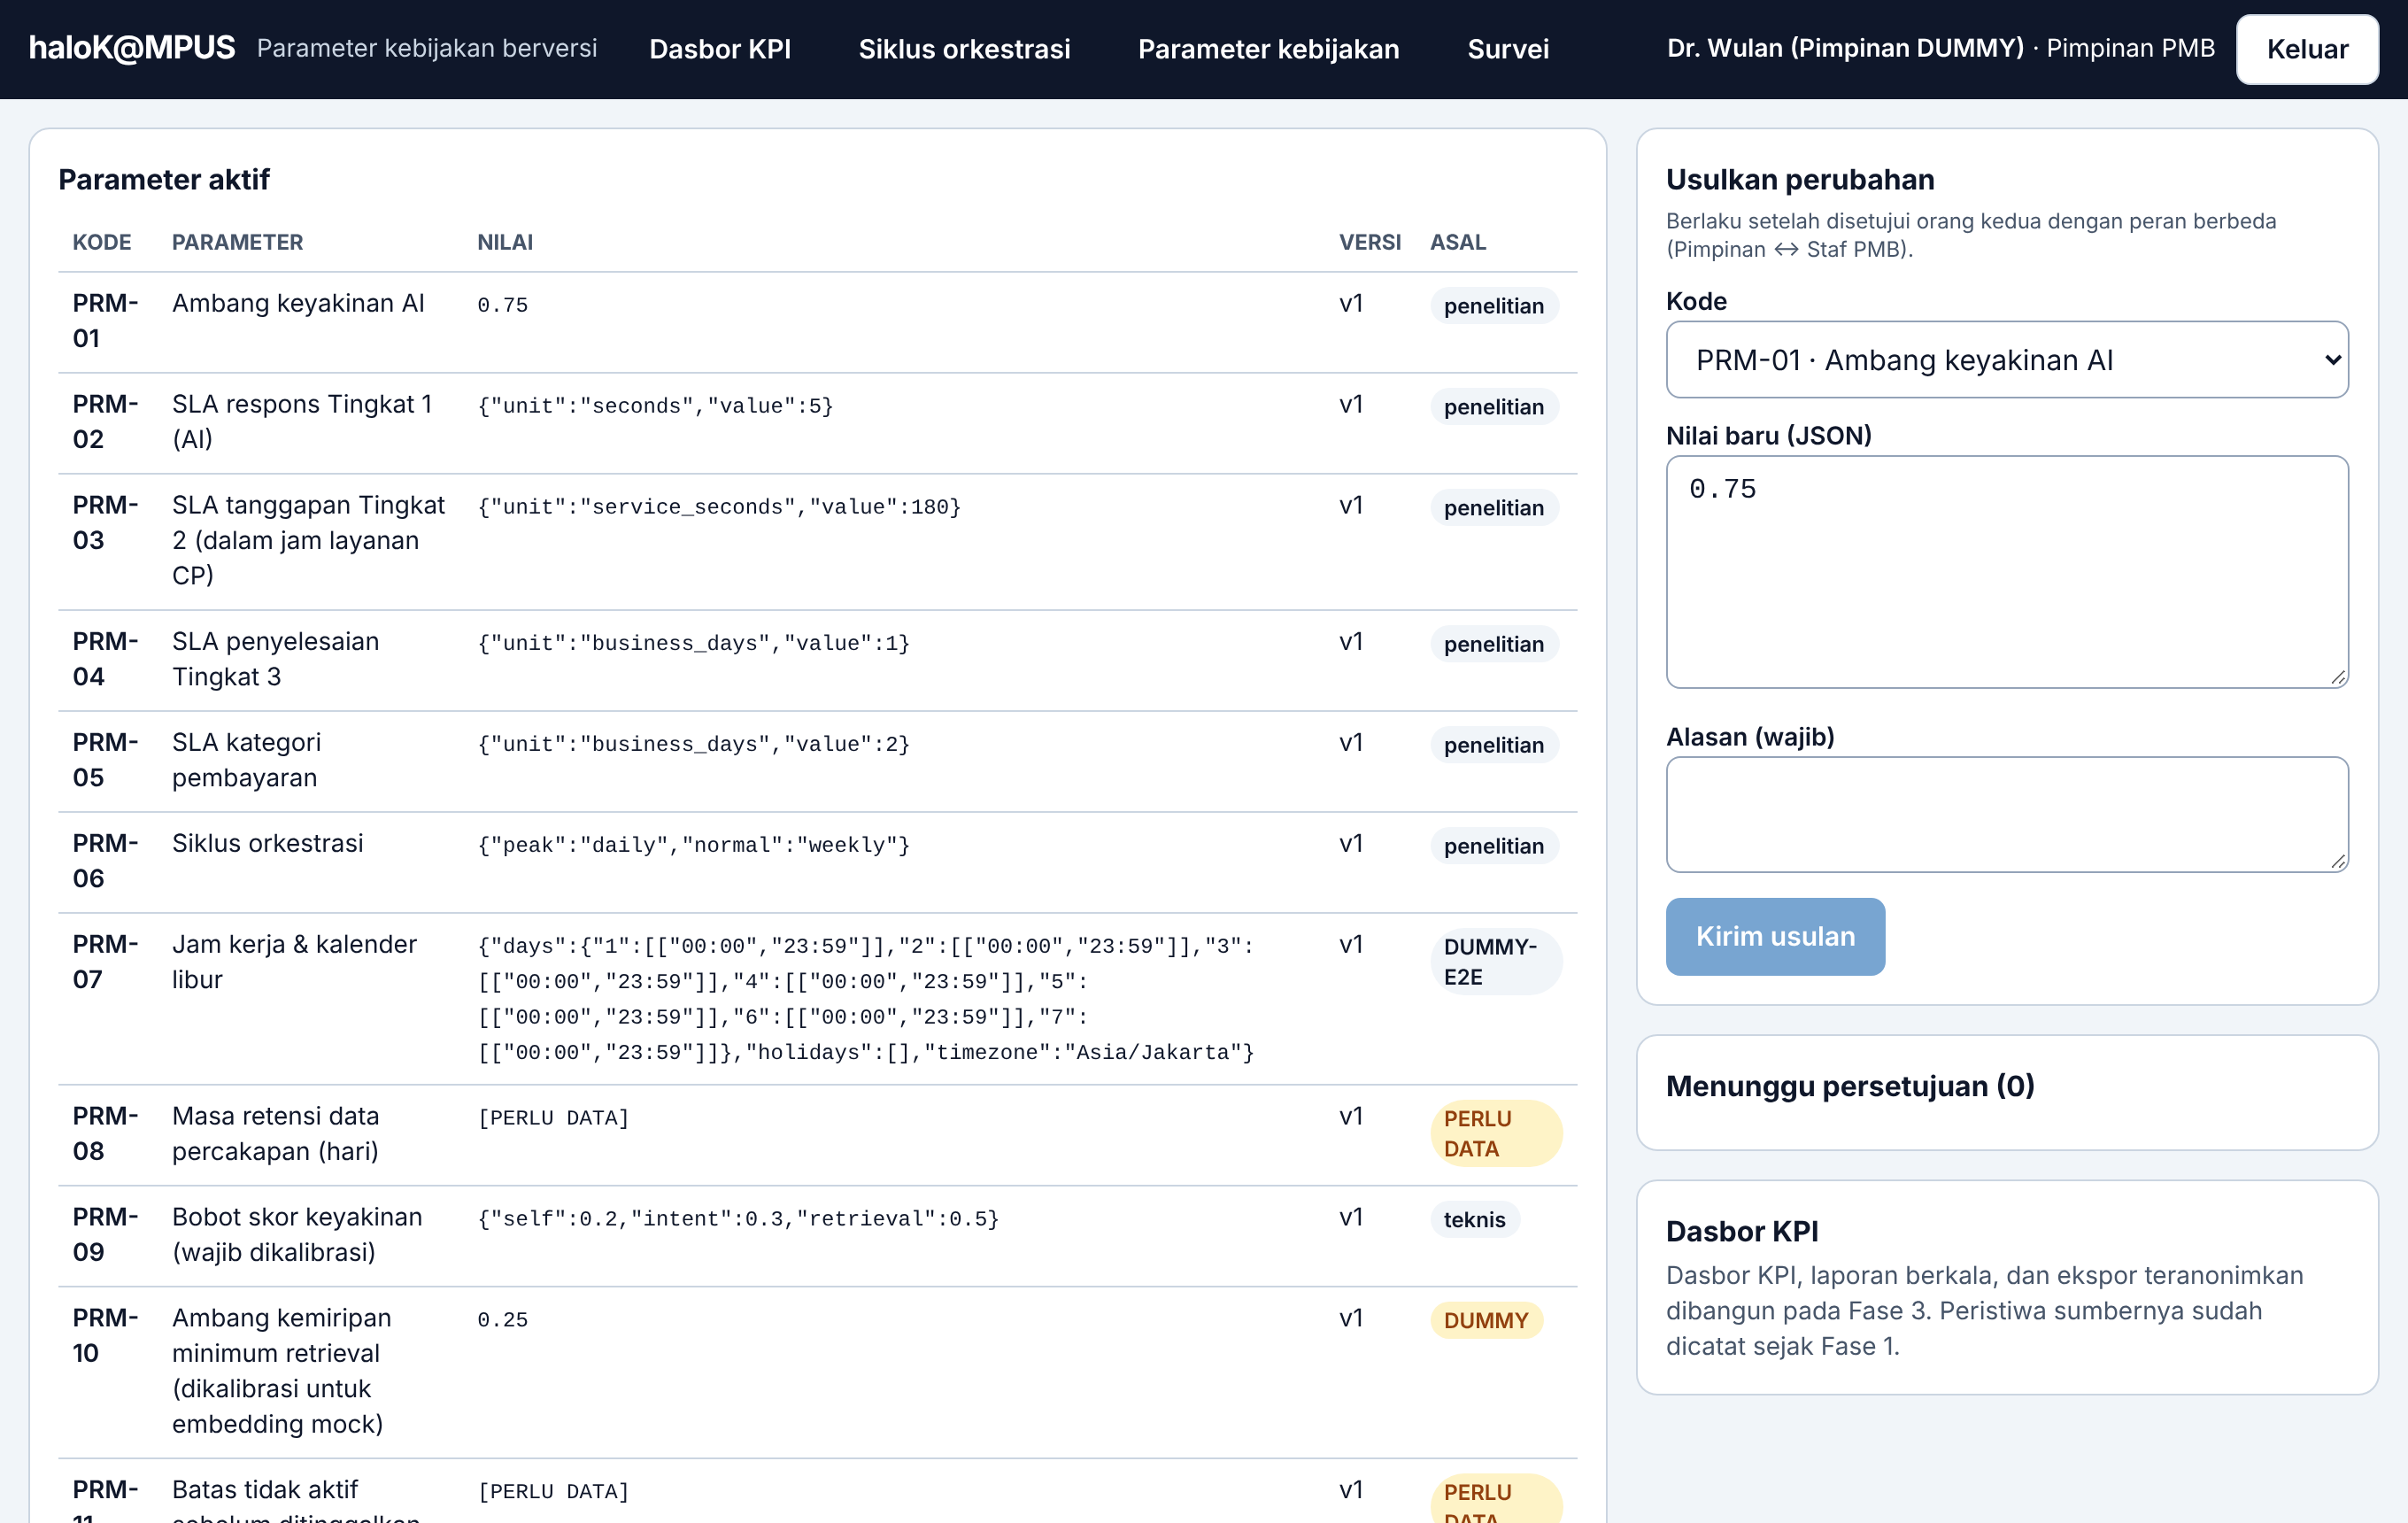 haloK@MPUS Parameter kebijakan berversi Dasbor KPI Siklus orkestrasi Parameter kebijakan Survei Dr. Wulan (Pimpinan DUMMY) · Pimpinan PMB Keluar
Parameter aktif
KODE PARAMETER NILAI VERSI ASAL
PRM-01 Ambang keyakinan AI 0.75 v1 penelitian
PRM-02 SLA respons Tingkat 1 (AI) {"unit":"seconds","value":5} v1 penelitian
PRM-03 SLA tanggapan Tingkat 2 (dalam jam layanan CP) {"unit":"service_seconds","value":180} v1 penelitian
PRM-04 SLA penyelesaian Tingkat 3 {"unit":"business_days","value":1} v1 penelitian
PRM-05 SLA kategori pembayaran {"unit":"business_days","value":2} v1 penelitian
PRM-06 Siklus orkestrasi {"peak":"daily","normal":"weekly"} v1 penelitian
PRM-07 Jam kerja & kalender libur {"days":{"1":[["00:00","23:59"]],"2":[["00:00","23:59"]],"3":
[["00:00","23:59"]],"4":[["00:00","23:59"]],"5":
[["00:00","23:59"]],"6":[["00:00","23:59"]],"7":
[["00:00","23:59"]]},"holidays":[],"timezone":"Asia/Jakarta"} v1 DUMMY-E2E
PRM-08 Masa retensi data percakapan (hari) [PERLU DATA] v1 PERLU DATA
PRM-09 Bobot skor keyakinan (wajib dikalibrasi) {"self":0.2,"intent":0.3,"retrieval":0.5} v1 teknis
PRM-10 Ambang kemiripan minimum retrieval (dikalibrasi untuk embedding mock) 0.25 v1 DUMMY
PRM-11 Batas tidak aktif sebelum ditinggalkan [PERLU DATA] v1 PERLU DATA
Usulkan perubahan
Berlaku setelah disetujui orang kedua dengan peran berbeda
(Pimpinan ↔ Staf PMB).
Kode
PRM-01 · Ambang keyakinan AI
Nilai baru (JSON)
0.75
Alasan (wajib)
Kirim usulan
Menunggu persetujuan (0)
Dasbor KPI
Dasbor KPI, laporan berkala, dan ekspor teranonimkan
dibangun pada Fase 3. Peristiwa sumbernya sudah
dicatat sejak Fase 1.